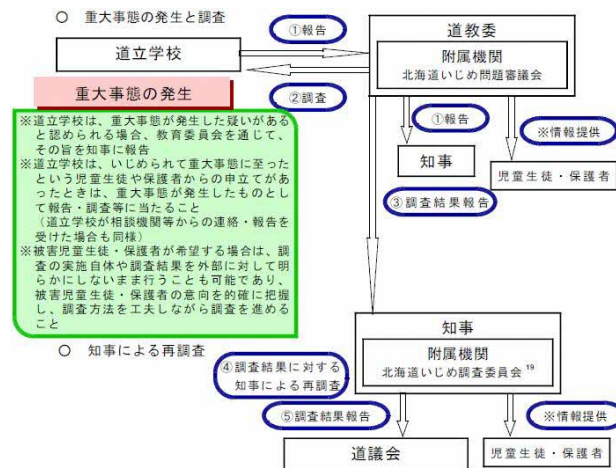 ○ 重大事態の発生と調査
道立学校
①報告
②調査
道教委
附属機関
北海道いじめ問題審議会
重大事態の発生
※道立学校は、重大事態が発生した疑いがある
と認められる場合、教育委員会を通じて、
その旨を知事に報告
※道立学校は、いじめられて重大事態に至った
という児童生徒や保護者からの申立てがあ
ったときは、重大事態が発生したものとし
て報告・調査等に当たること
（道立学校が相談機関等からの連絡・報告を
受けた場合も同様）
※被害児童生徒・保護者が希望する場合は、調
査の実施自体や調査結果を外部に対して明
らかにしないまま行うことも可能であり、
被害児童生徒・保護者の意向を的確に把握
し、調査方法を工夫しながら調査を進める
こと
①報告
※情報提供
知事
児童生徒・保護者
③調査結果報告
○ 知事による再調査
知事
附属機関
北海道いじめ調査委員会 19
④調査結果に対する
知事による再調査
⑤調査結果報告
※情報提供
道議会
児童生徒・保護者